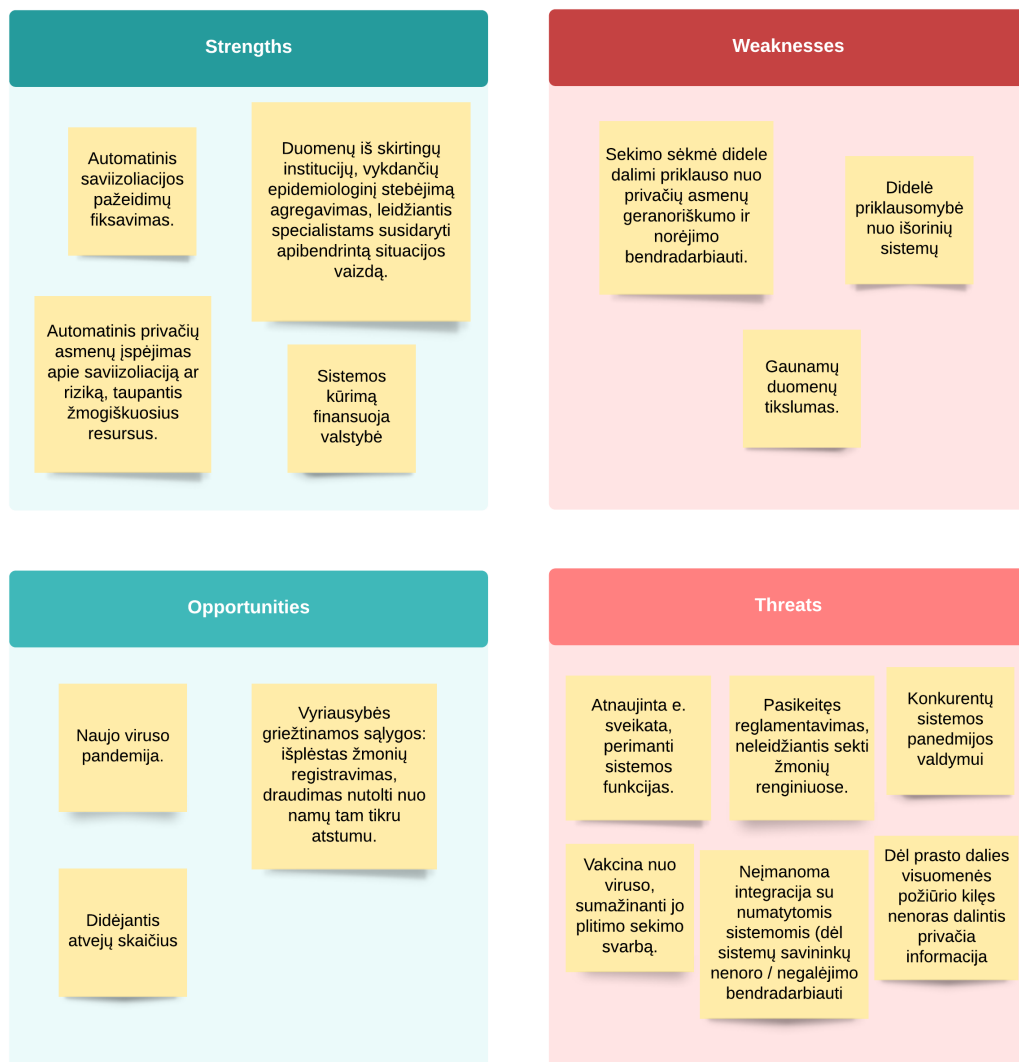 Strengths
Automatinis
saviizoliacijos
pažeidimų
fiksavimas.
Duomenų iš skirtingų
institucijų, vykdančių
epidemiologinį stebėjimą
agregavimas, leidžiantis
specialistams susidaryti
apibendrintą situacijos
vaizdą.
Automatinis privačių
asmenų įspėjimas
apie saviizoliaciją ar
riziką, taupantis
žmogiškuosius
resursus.
Sistemos
kūrimą
finansuoja
valstybė
Weaknesses
Sekimo sėkmė didele
dalimi priklauso nuo
privačių asmenų
geranoriškumo ir
norėjimo
bendradarbiauti.
Didelė
priklausomybė
nuo išorinių
sistemų
Gaunamų
duomenų
tikslumas.
Opportunities
Naujo viruso
pandemija.
Vyriausybės
griežtinamos sąlygos:
išplėstas žmonių
registravimas,
draudimas nutolti nuo
namų tam tikru
atstumu.
Didėjantis
atvejų skaičius
Threats
Atnaujinta e.
sveikata,
perimanti
sistemos
funkcijas.
Pasikeitęs
reglamentavimas,
neleidžiantis sekti
žmonių
renginiuose.
Konkurentų
sistemos
panedmijos
valdymui
Vakcina nuo
viruso,
sumažinanti jo
plitimo sekimo
svarbą.
Neįmanoma
integracija su
numatytomis
sistemomis (dėl
sistemų savininkų
nenoro / negalėjimo
bendradarbiauti
Dėl prasto dalies
visuomenės
požiūrio kilęs
nenoras dalintis
privačia
informacija